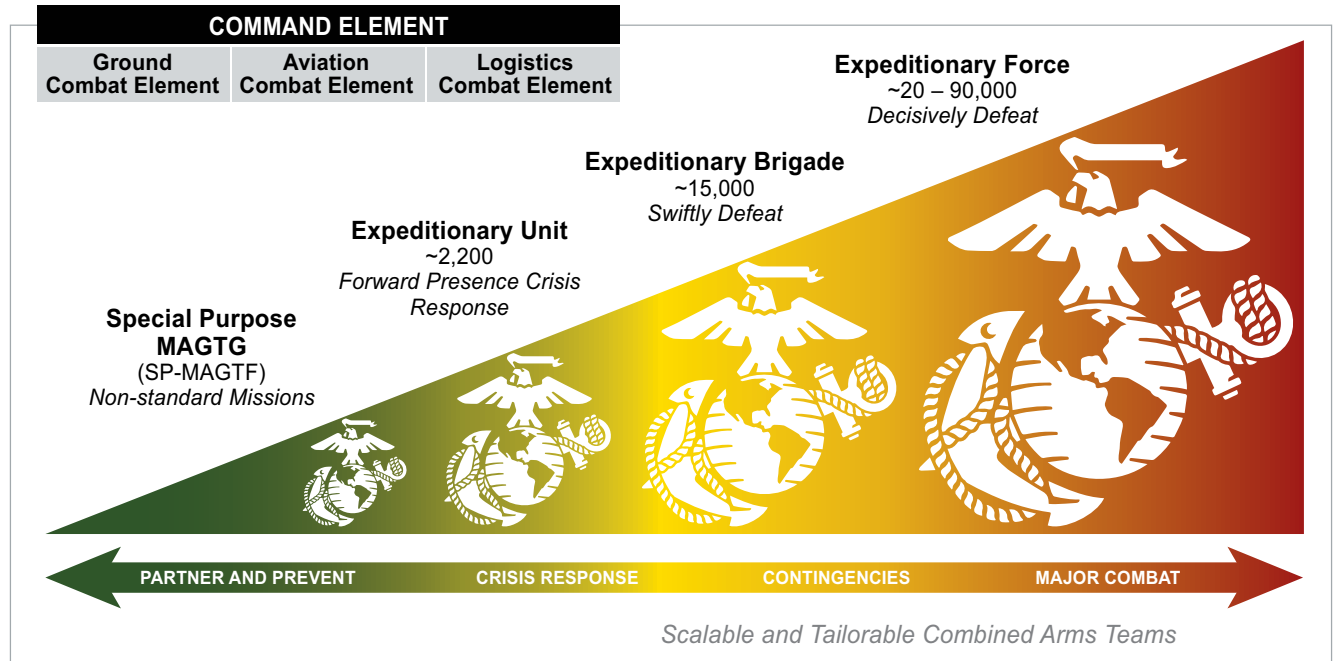 COMMAND ELEMENT
Ground
Combat Element
Aviation
Combat Element
Logistics
Combat Element
Expeditionary Force
~20 – 90,000
Decisively Defeat
Expeditionary Brigade
~15,000
Swiftly Defeat
Expeditionary Unit
~2,200
Forward Presence Crisis
Response
Special Purpose
MAGTG
(SP-MAGTF)
Non-standard Missions
PARTNER AND PREVENT
CRISIS RESPONSE
CONTINGENCIES
MAJOR COMBAT
Scalable and Tailorable Combined Arms Teams